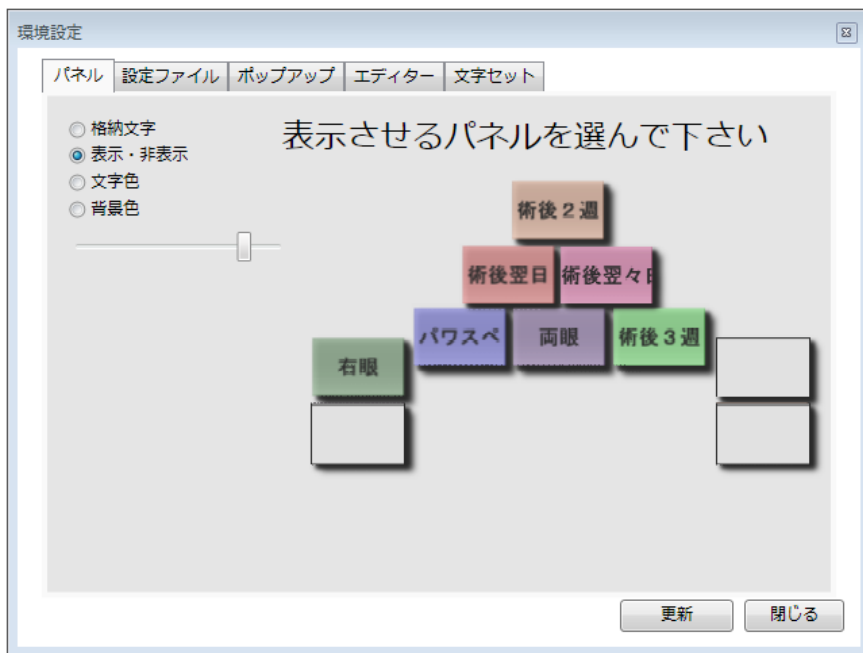 環境設定
パネル 設定ファイル ポップアップ エディター 文字セット
格納文字
表示・非表示
文字色
背景色
表示させるパネルを選んで下さい
術後２週
術後翌日 術後翌々日
パワスペ 両眼 術後３週
右眼
更新 閉じる